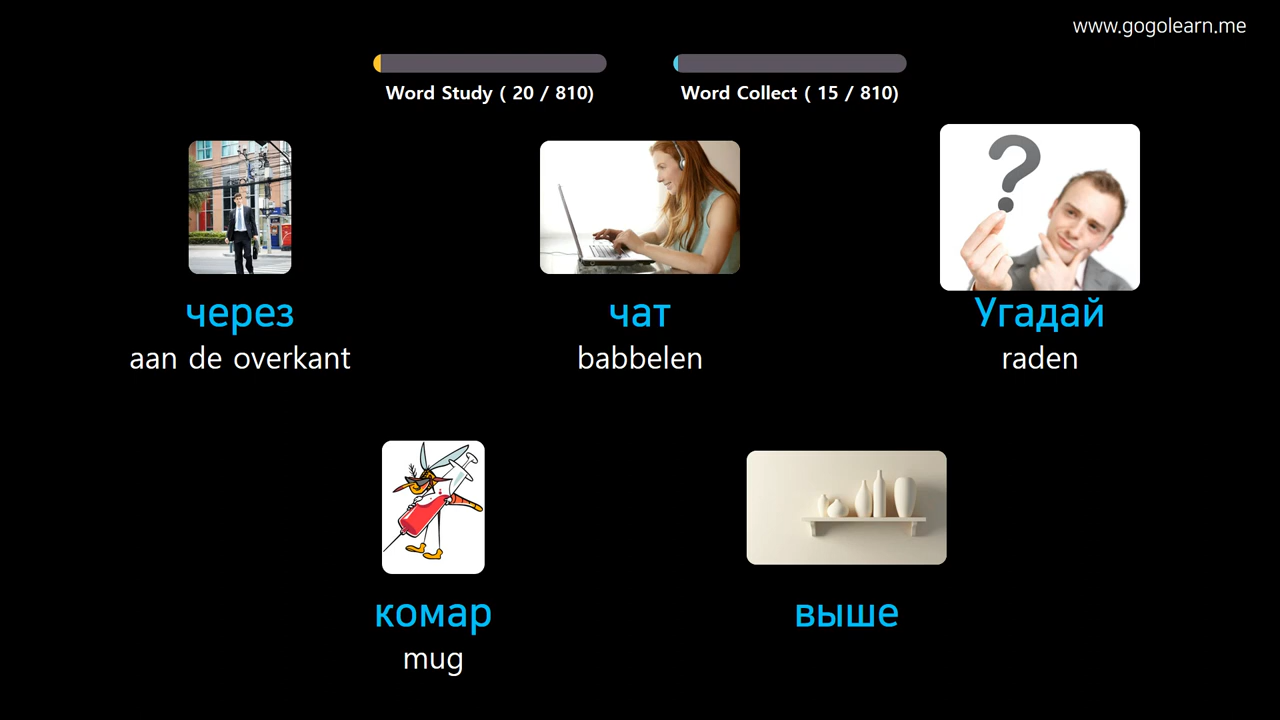 www.gogolearn.me
Word Study ( 20 / 810)
Word Collect ( 15 / 810)
через
aan de overkant
чат
babbelen
Угадай
raden
комар
mug
выше